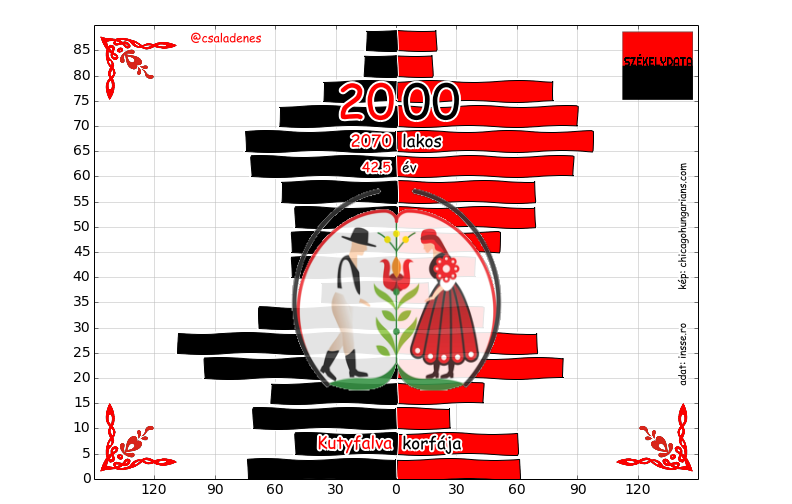 @csaladenes
SZÉKELYDATA
2000
2070 lakos
42.5 év
Kutyfalva korfája
kép: chicagohungarians.com
adat: insse.ro
85
80
75
70
65
60
55
50
45
40
35
30
25
20
15
10
5
0
120 90 60 30 0 30 60 90 120